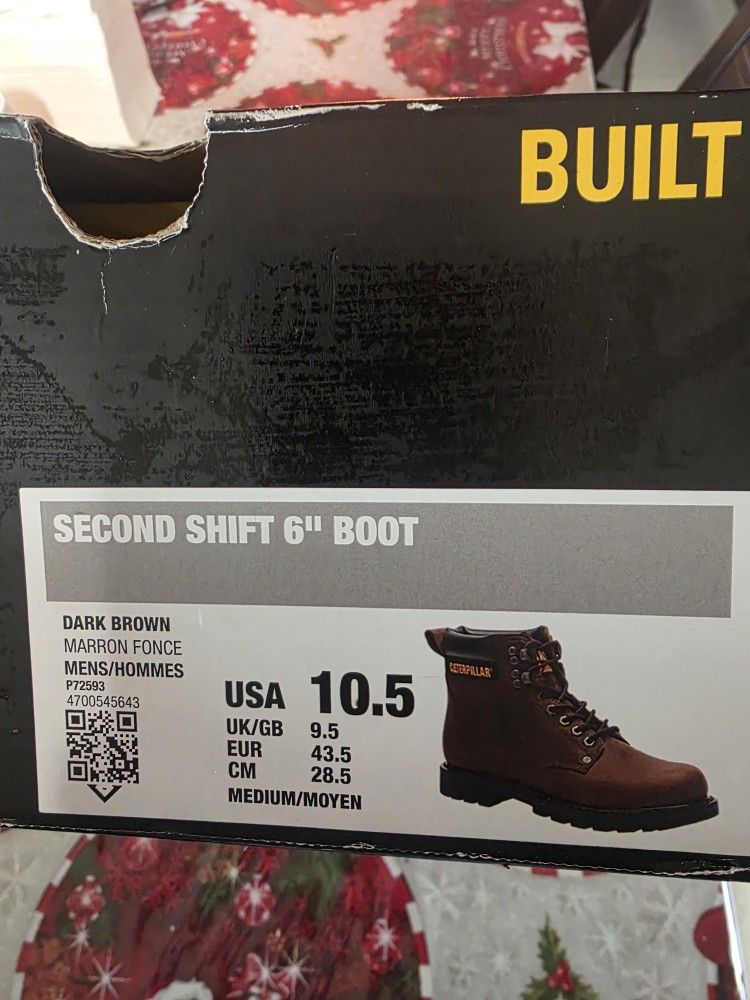 BUILT
SECOND SHIFT 6" BOOT
DARK BROWN
MARRON FONCE
MENS/HOMMES
P72593
4700545643
USA 10.5
UK/GB 9.5
EUR 43.5
CM 28.5
MEDIUM/MOYEN
CATERPILLAR